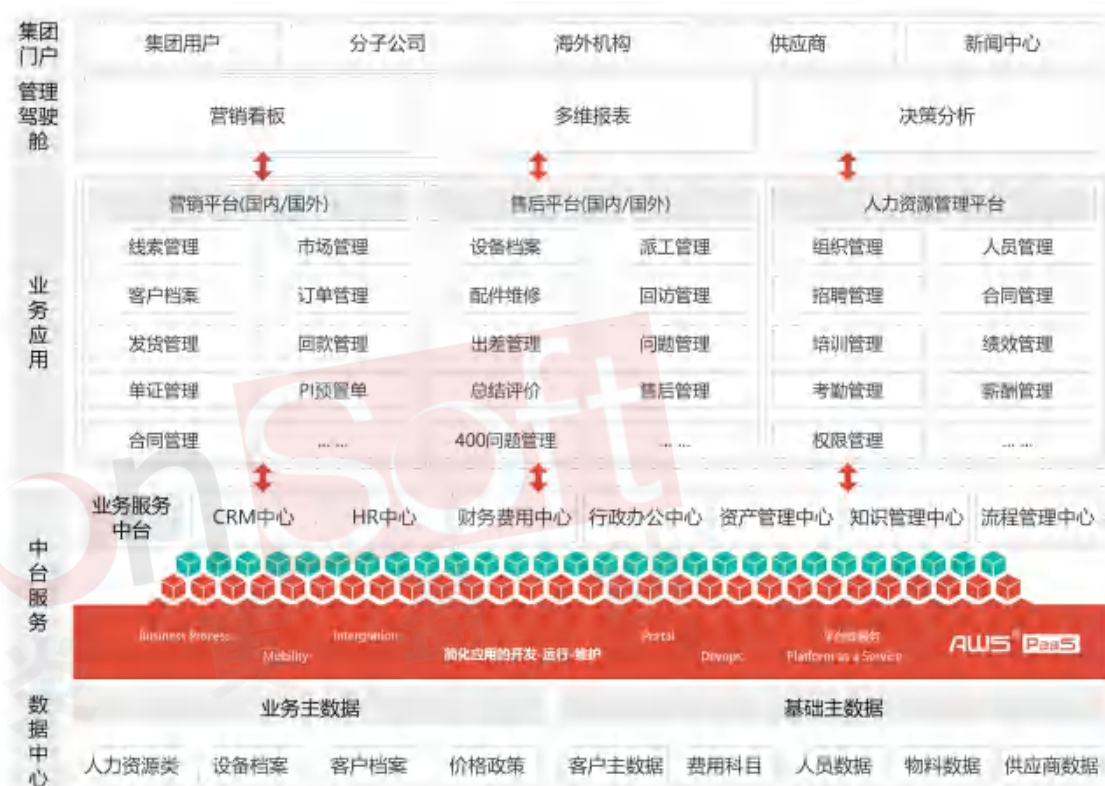 集团门户
集团用户 分子公司 海外机构 供应商 新闻中心
管理驾驶舱
营销看板 多维报表 决策分析
业务应用
营销平台(国内/国外) 售后平台(国内/国外) 人力资源管理平台
线索管理 市场管理 设备档案 派工管理 组织管理 人员管理
客户档案 订单管理 配件维修 回访管理 招聘管理 合同管理
发货管理 回款管理 出差管理 问题管理 培训管理 绩效管理
单证管理 PI预置单 总结评价 售后管理 考勤管理 薪酬管理
合同管理 ... ... 400问题管理 ... ... 权限管理 ... ...
中台服务
业务服务中台 CRM中心 HR中心 财务费用中心 行政办公中心 资产管理中心 知识管理中心 流程管理中心
Business Process Intergration Portal
Mobility 简化应用的开发-运行-维护 Devops Platform as a Service AWS PaaS
数据中心
业务主数据 基础主数据
人力资源类 设备档案 客户档案 价格政策 客户主数据 费用科目 人员数据 物料数据 供应商数据
onSoft